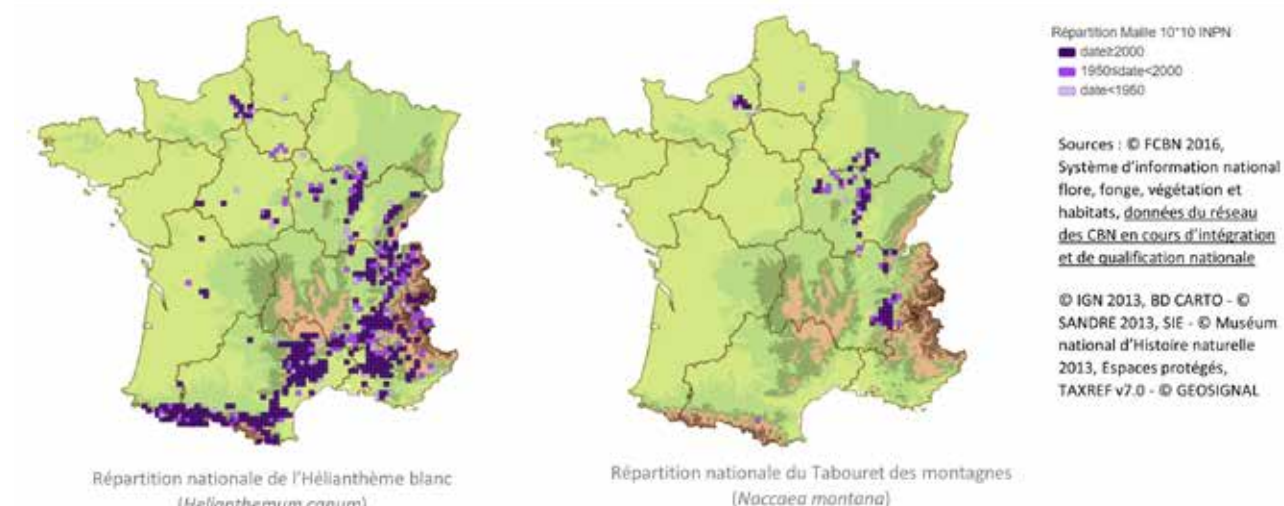 Répartition Maille 10*10 INPN
date≥2000
1950≤date<2000
date<1950
Sources : © FCBN 2016,
Système d'information national
flore, fonge, végétation et
habitats, données du réseau
des CBN en cours d'intégration
et de qualification nationale
© IGN 2013, BD CARTO - ©
SANDRE 2013, SIE - © Muséum
national d'Histoire naturelle
2013, Espaces protégés,
TAXREF v7.0 - © GEOSIGNAL
Répartition nationale de l'Hélianthème blanc
(Helianthemum canum)
Répartition nationale du Tabouret des montagnes
(Noccaea montana)